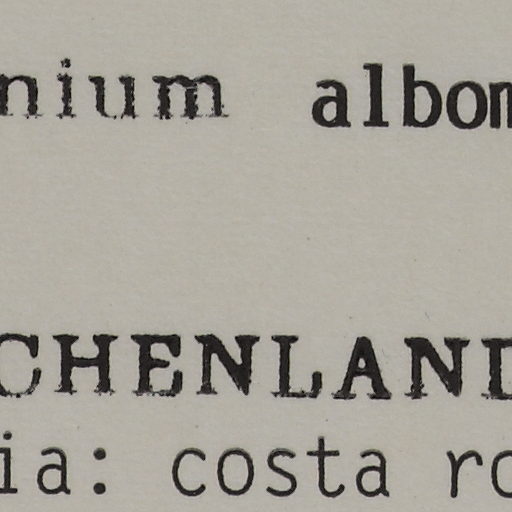 nium albom
CHENLAND
ia: costa ro